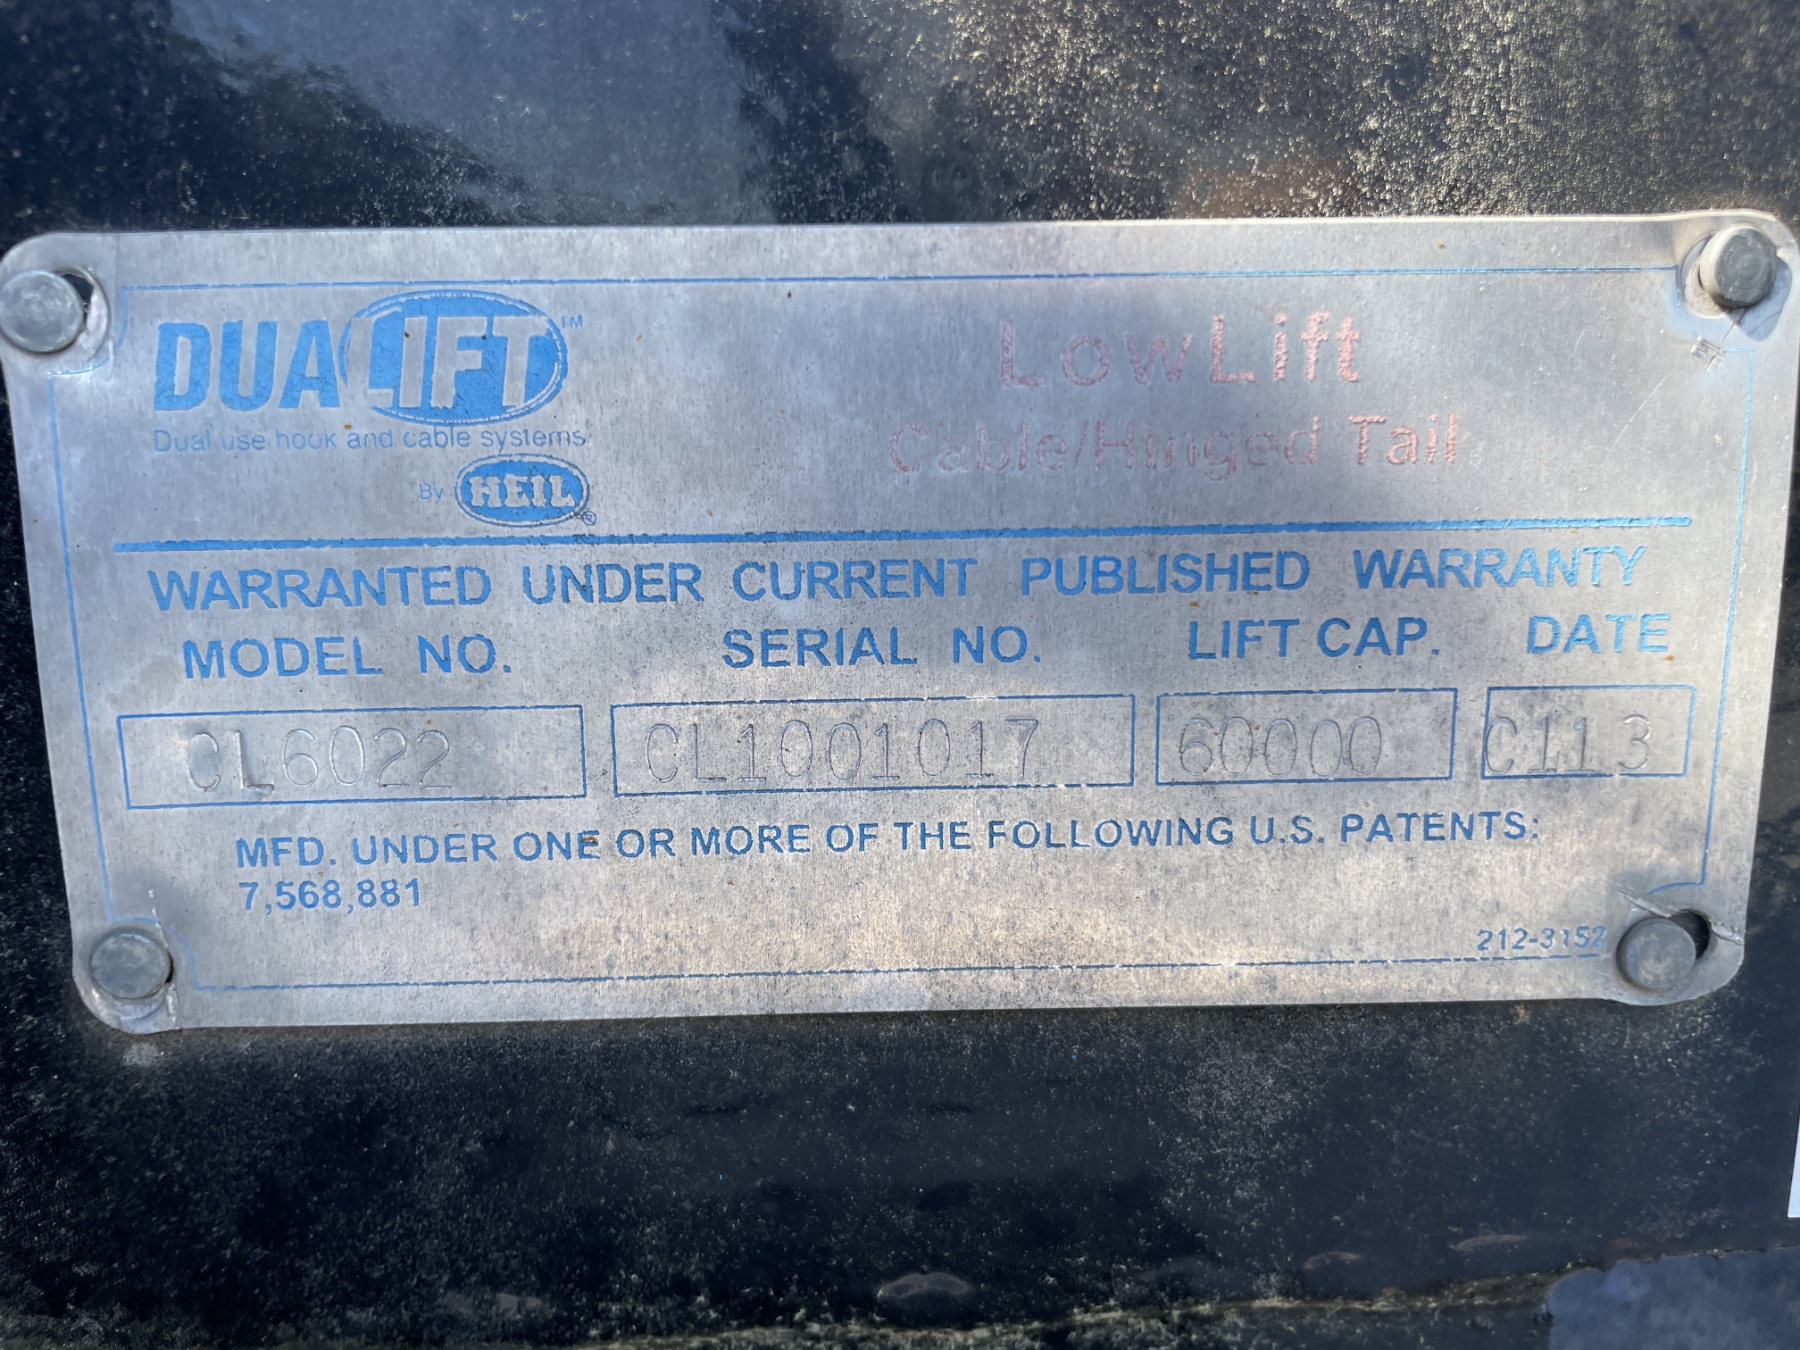 DUALIFT™
Dual use hook and cable systems
By HEIL®
LowLift
Cable/Hinged Tail
WARRANTED UNDER CURRENT PUBLISHED WARRANTY
MODEL NO. SERIAL NO. LIFT CAP. DATE
CL6022 CL1001017 60000 C113
MFD. UNDER ONE OR MORE OF THE FOLLOWING U.S. PATENTS:
7,568,881
212-3152